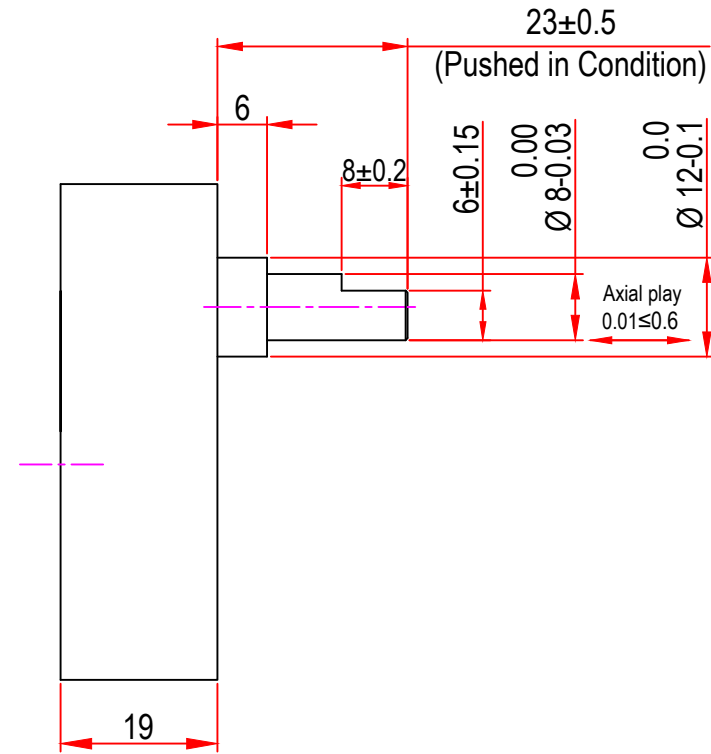 23±0.5
(Pushed in Condition)
6
8±0.2
6±0.15
0.00
Ø 8-0.03
0.0
Ø 12-0.1
Axial play
0.01≤0.6
19